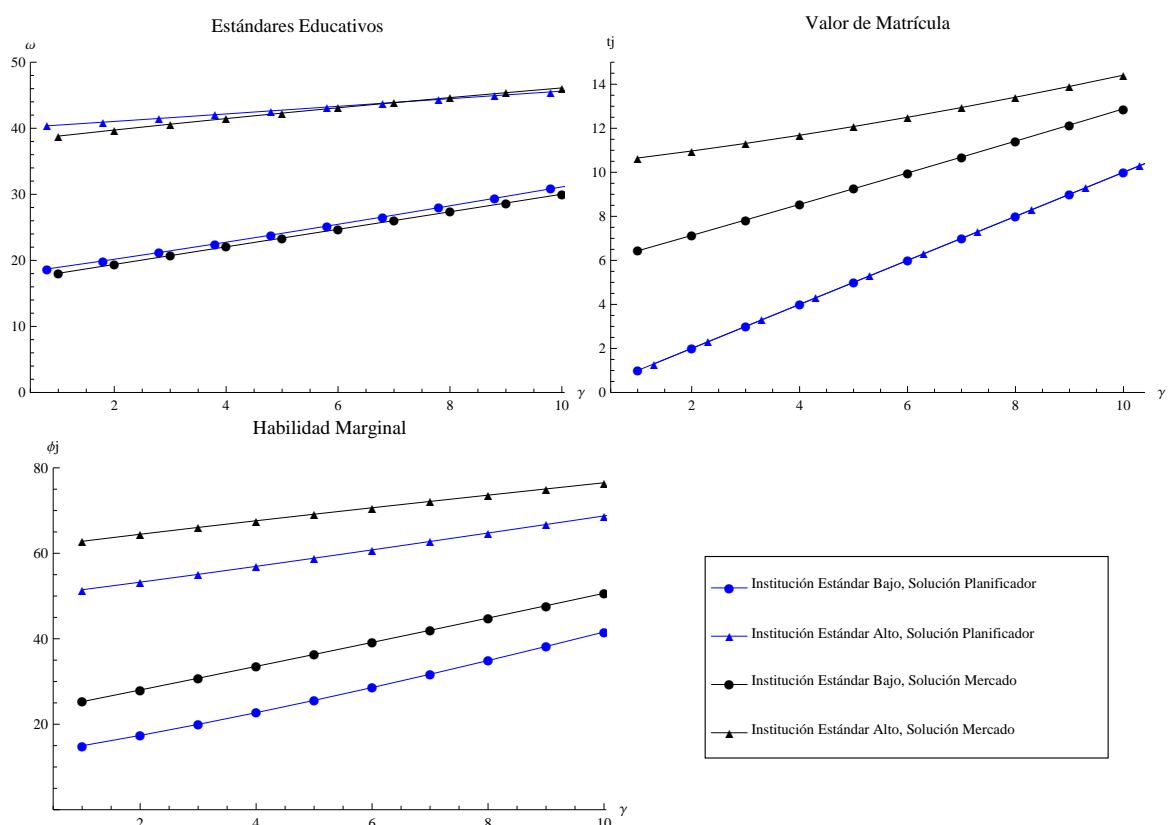 Estándares Educativos
ω
50
40
30
20
10
0
2
4
6
8
10
γ
Valor de Matrícula
tj
14
12
10
8
6
4
2
0
2
4
6
8
10
γ
Habilidad Marginal
ϕj
80
60
40
20
2
4
6
8
10
γ
Institución Estándar Bajo, Solución Planificador
Institución Estándar Alto, Solución Planificador
Institución Estándar Bajo, Solución Mercado
Institución Estándar Alto, Solución Mercado